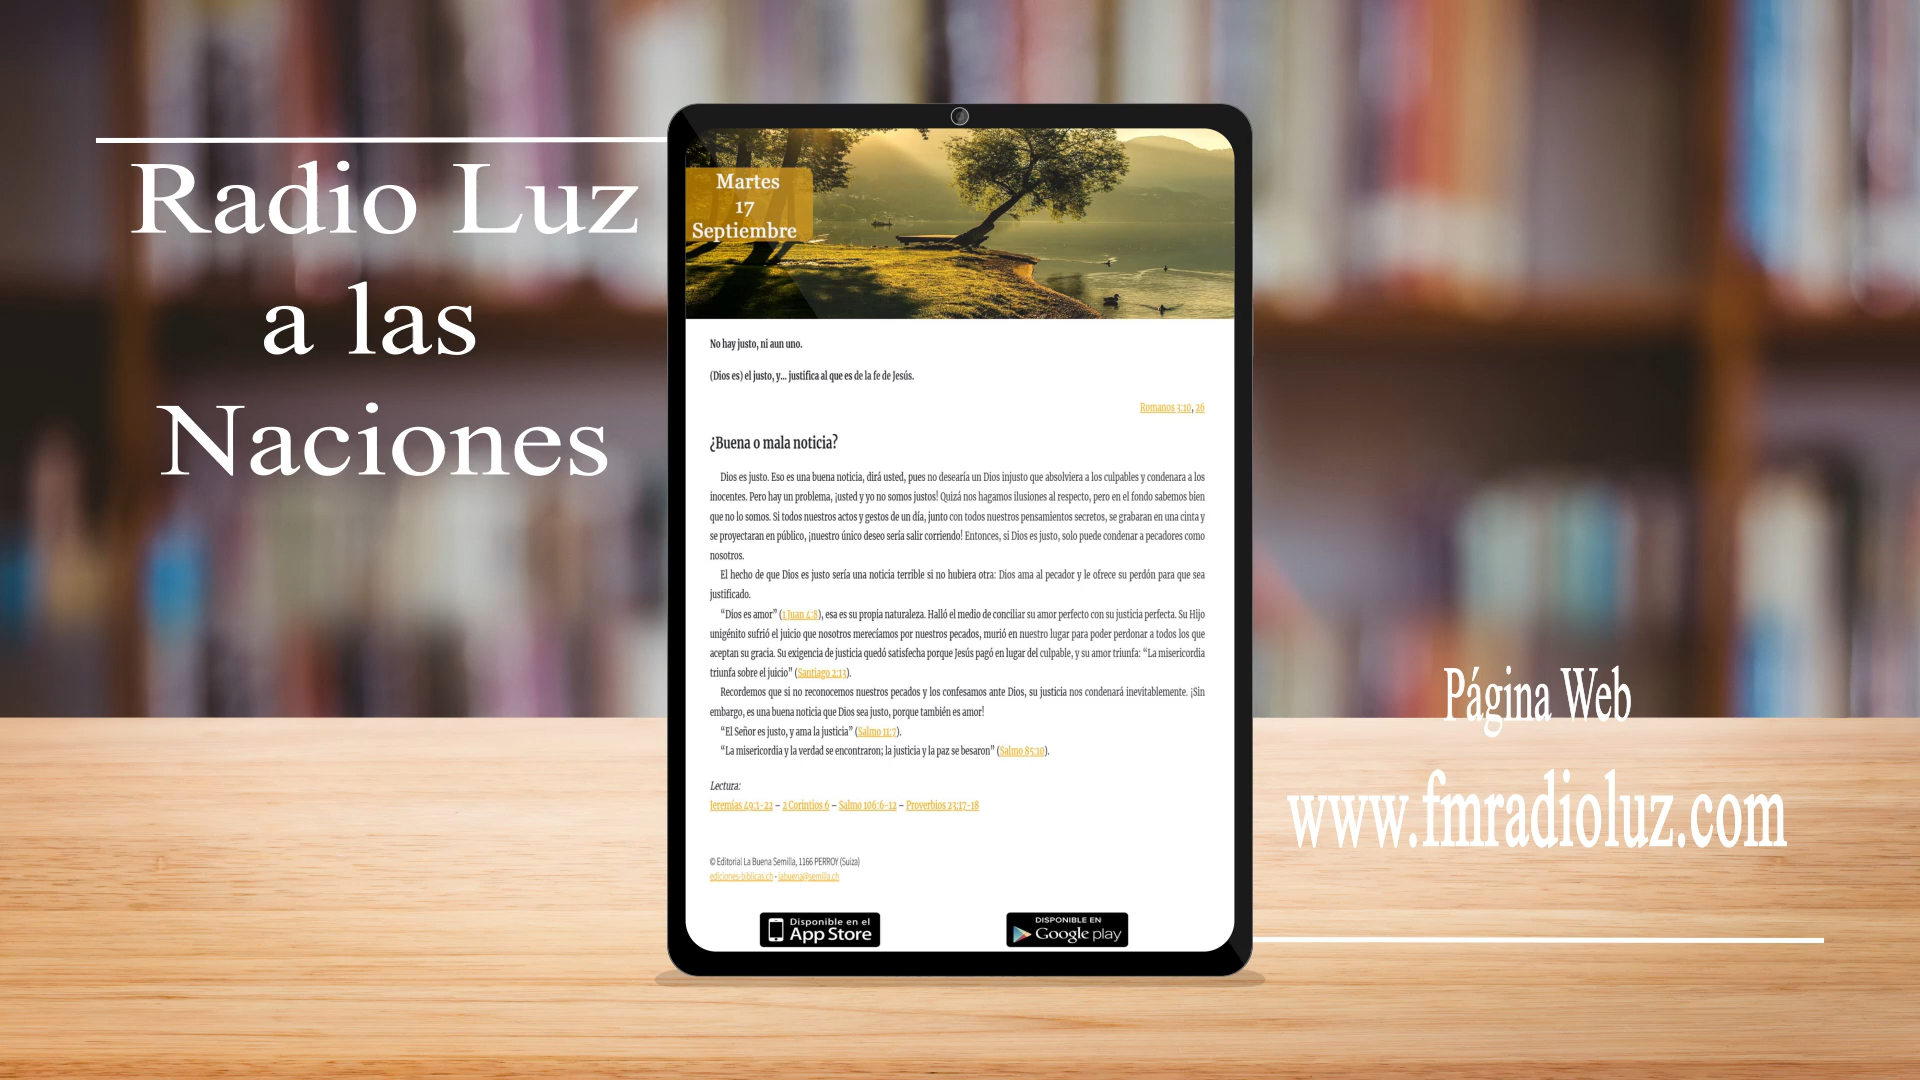 Radio Luz
a las
Naciones
Martes
17
Septiembre
No hay justo, ni aun uno.
(Dios es) el justo, y... justifica al que es de la fe de Jesús.
Romanos 3:10, 26
¿Buena o mala noticia?
Dios es justo. Eso es una buena noticia, dirá usted, pues no desearía un Dios injusto que absolviera a los culpables y condenara a los
inocentes. Pero hay un problema, ¡usted y yo no somos justos! Quizá nos hagamos ilusiones al respecto, pero en el fondo sabemos bien
que no lo somos. Si todos nuestros actos y gestos de un día, junto con todos nuestros pensamientos secretos, se grabaran en una cinta y
se proyectaran en público, ¡nuestro único deseo sería salir corriendo! Entonces, si Dios es justo, solo puede condenar a pecadores como
nosotros.
El hecho de que Dios es justo sería una noticia terrible si no hubiera otra: Dios ama al pecador y le ofrece su perdón para que sea
justificado.
“Dios es amor” (1 Juan 4:8), esa es su propia naturaleza. Halló el medio de conciliar su amor perfecto con su justicia perfecta. Su Hijo
unigénito sufrió el juicio que nosotros merecíamos por nuestros pecados, murió en nuestro lugar para poder perdonar a todos los que
aceptan su gracia. Su exigencia de justicia quedó satisfecha porque Jesús pagó en lugar del culpable, y su amor triunfa: “La misericordia
triunfa sobre el juicio” (Santiago 2:13).
Recordemos que si no reconocemos nuestros pecados y los confesamos ante Dios, su justicia nos condenará inevitablemente. ¡Sin
embargo, es una buena noticia que Dios sea justo, porque también es amor!
“El Señor es justo, y ama la justicia” (Salmo 11:7).
“La misericordia y la verdad se encontraron; la justicia y la paz se besaron” (Salmo 85:10).
Lectura:
Jeremías 49:1-22 – 2 Corintios 6 – Salmo 106:6-12 – Proverbios 23:17-18
© Editorial La Buena Semilla, 1166 PERROY (Suiza)
ediciones-biblicas.ch - labuena@semilla.ch
Disponible en el
App Store
DISPONIBLE EN
Google play
Página Web
www.fmradioluz.com